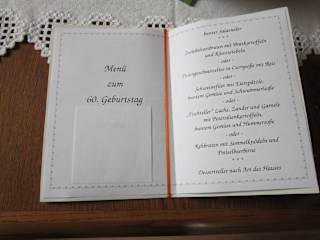 Menü
zum
60. Geburtstag
bunter Salatteller
***
Zwiebelrostbraten mit Bratkartoffeln
und Röstzwiebeln
- oder -
Putengeschnetzeltes in Currysoße mit Reis
- oder -
Schweinefilet mit Eierspätzle,
buntem Gemüse und Schwammerlsoße
- oder -
„Fischteller“ Lachs, Zander und Garnele
mit Petersilienkartoffeln,
buntem Gemüse und Hummersoße
- oder -
Rehbraten mit Semmelknödeln und
Preiselbeerbirne
***
Dessertteller nach Art des Hauses